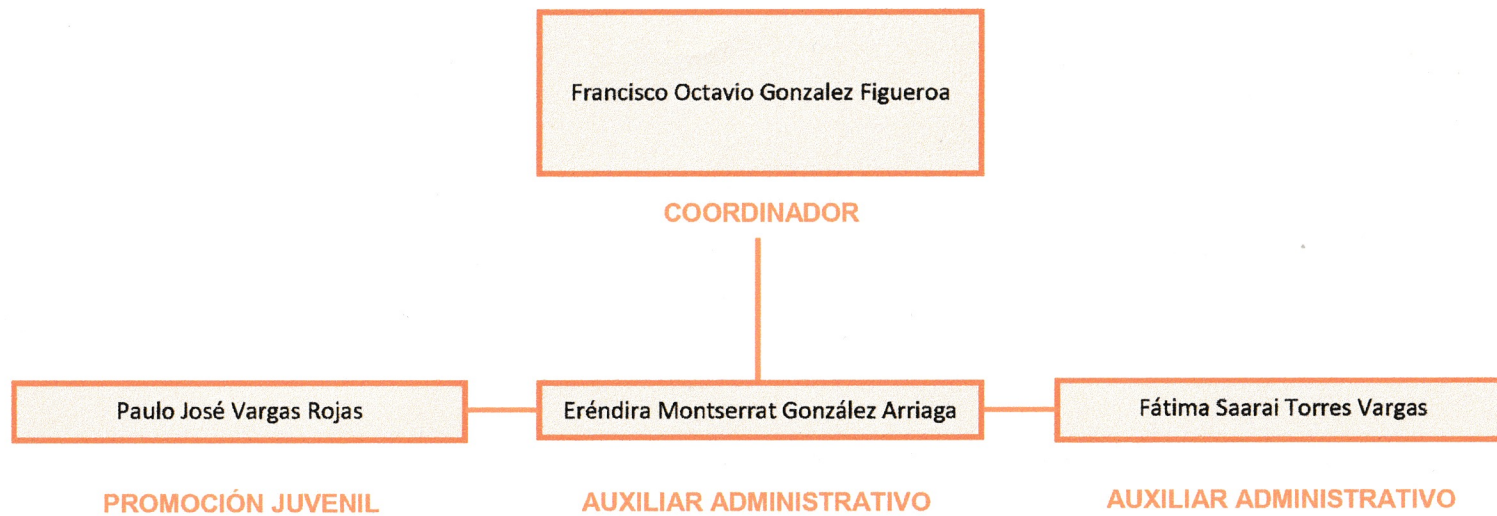 Francisco Octavio Gonzalez Figueroa
COORDINADOR
Paulo José Vargas Rojas
Eréndira Montserrat González Arriaga
Fátima Saarai Torres Vargas
PROMOCIÓN JUVENIL
AUXILIAR ADMINISTRATIVO
AUXILIAR ADMINISTRATIVO